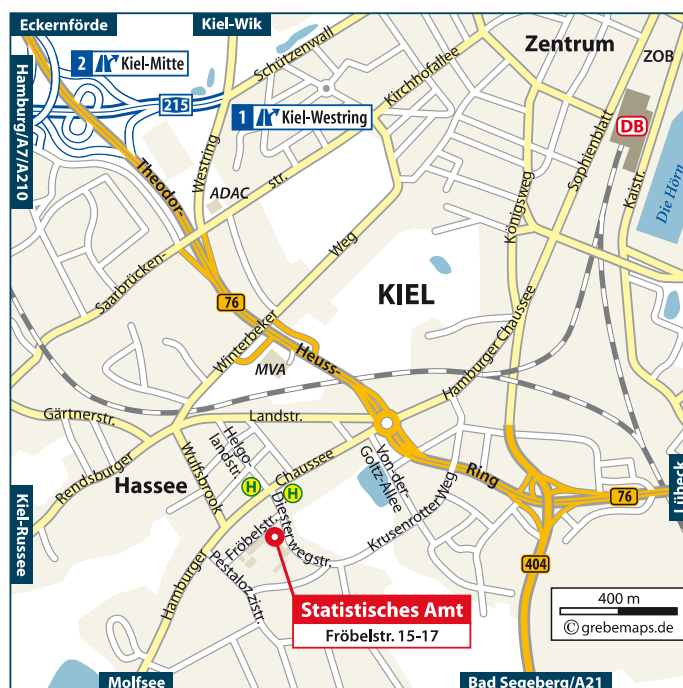 Eckernförde
Kiel-Wik
Zentrum
ZOB
2 Kiel-Mitte
Schützenwall
Kirchhofallee
Hamburg/A7/A210
215
1 Kiel-Westring
DB
Sophienblatt
Kaistr.
Die Hörn
Theodor-
Westring
ADAC
str.
Königsweg
Saarbrücken-
Weg
KIEL
76
Winterbeker
Heuss-
MVA
Hamburger Chaussee
Gärtnerstr.
Landstr.
Rendsburger
Helgo-
landstr.
Wulfsbrook
Hassee
Chaussee
Von-der-
Goltz-Allee
Ring
H
H
76
Lübeck
Kiel-Russee
Diesterwegstr.
Krusenrotter Weg
Fröbelstr.
Pestalozzistr.
Hamburger
404
Statistisches Amt
Fröbelstr. 15-17
400 m
© grebemaps.de
Molfsee
Bad Segeberg/A21